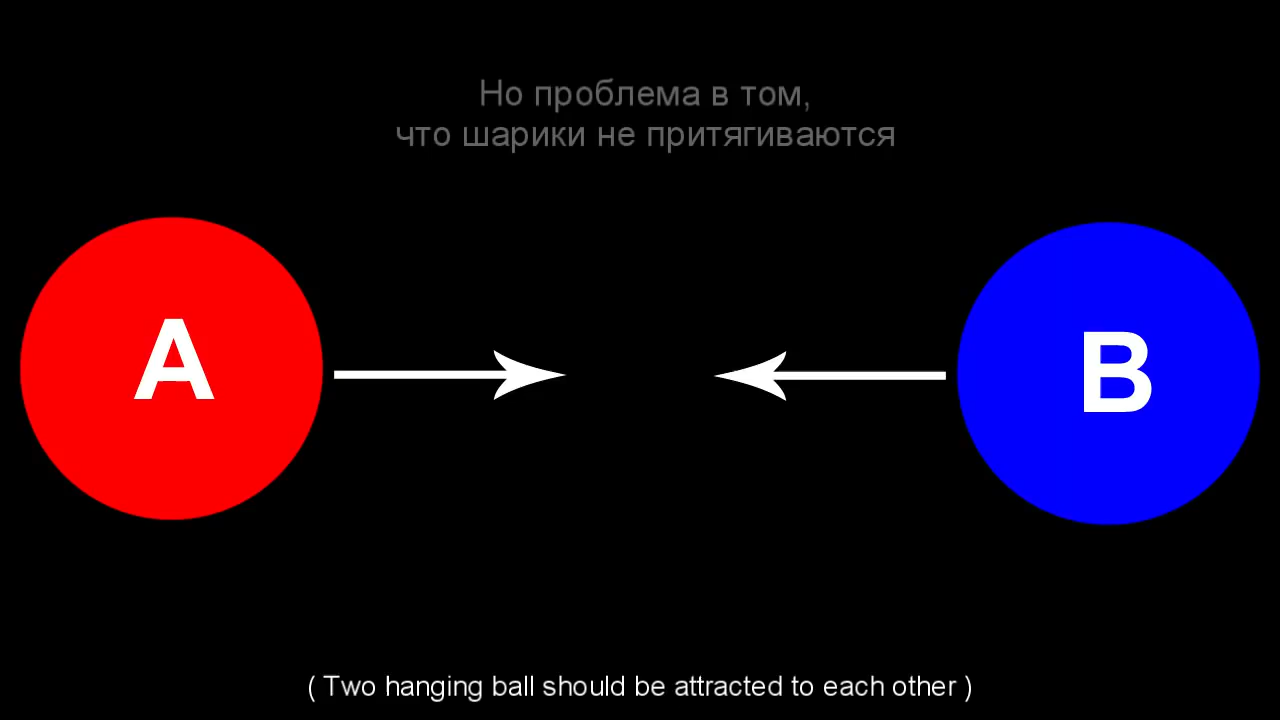 Но проблема в том,
что шарики не притягиваются
A
B
( Two hanging ball should be attracted to each other )